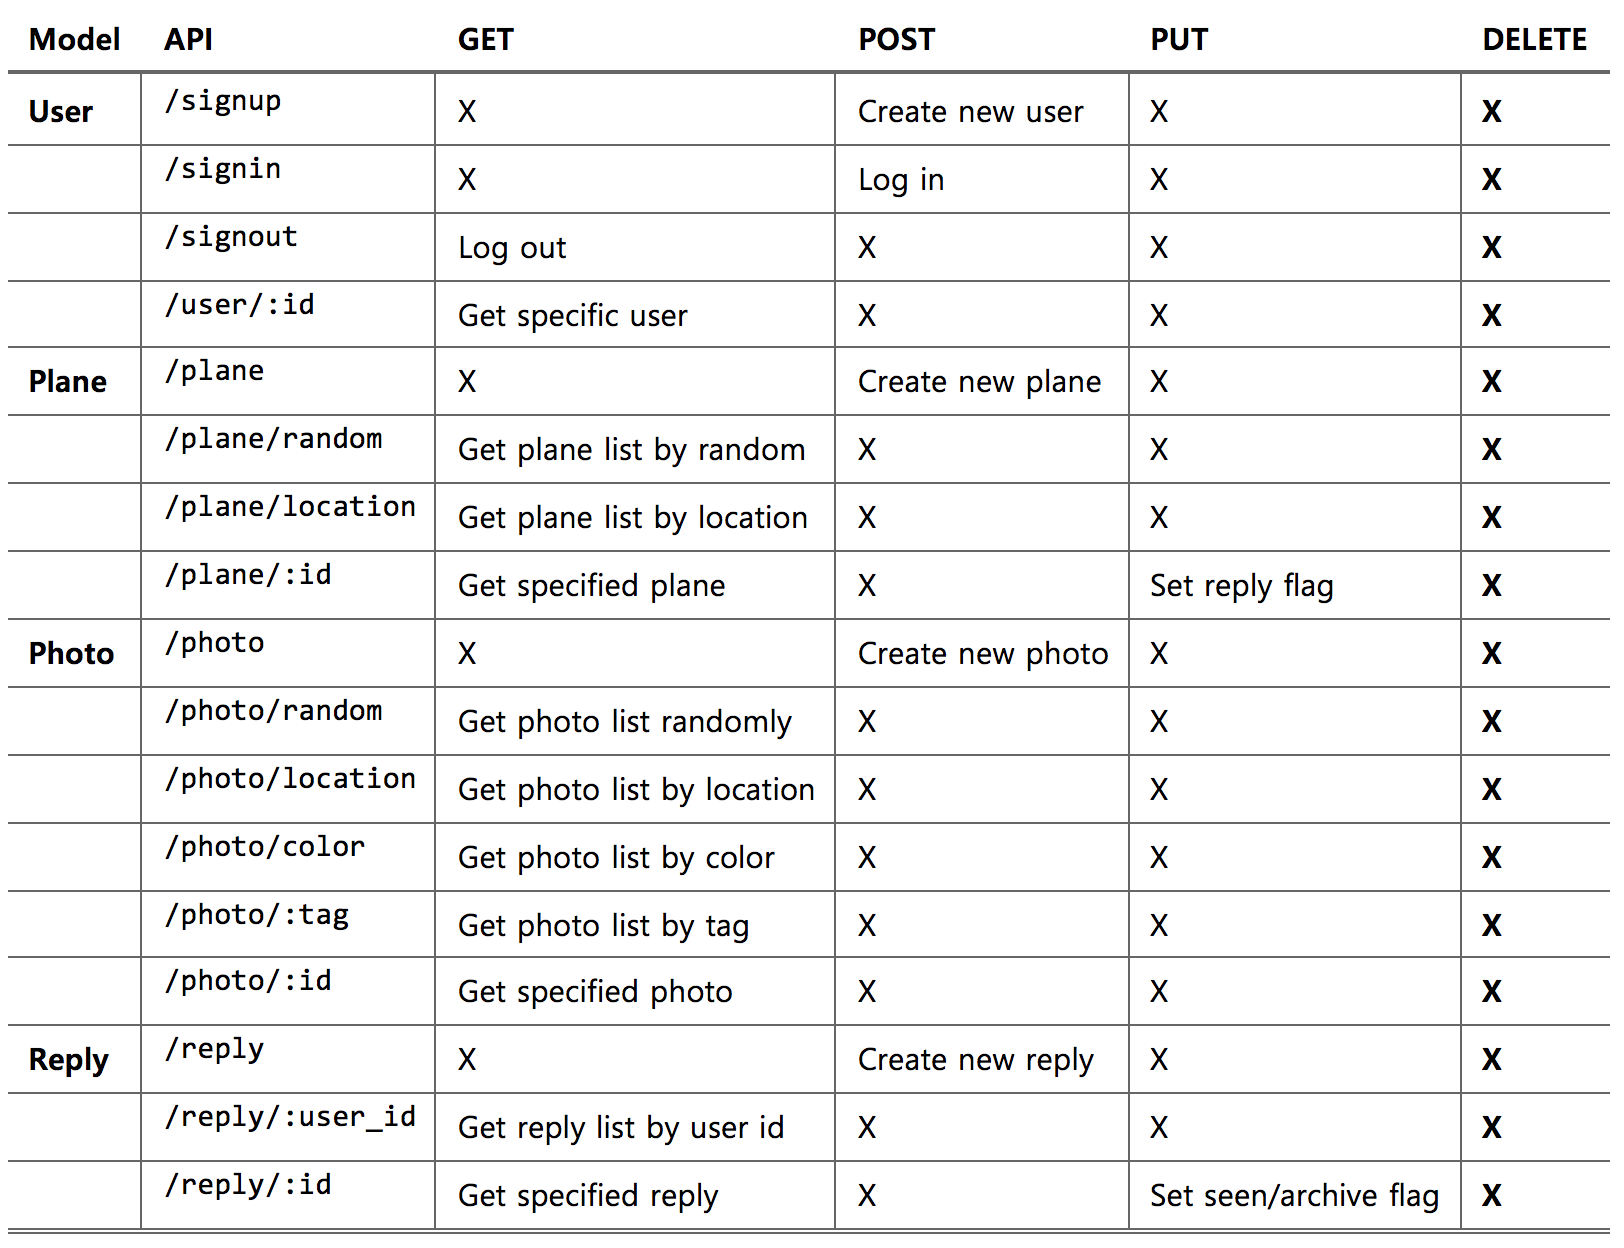 Model API GET POST PUT DELETE
User /signup X Create new user X X
/signin X Log in X X
/signout Log out X X X
/user/:id Get specific user X X X
Plane /plane X Create new plane X X
/plane/random Get plane list by random X X X
/plane/location Get plane list by location X X X
/plane/:id Get specified plane X Set reply flag X
Photo /photo X Create new photo X X
/photo/random Get photo list randomly X X X
/photo/location Get photo list by location X X X
/photo/color Get photo list by color X X X
/photo/:tag Get photo list by tag X X X
/photo/:id Get specified photo X X X
Reply /reply X Create new reply X X
/reply/:user_id Get reply list by user id X X X
/reply/:id Get specified reply X Set seen/archive flag X